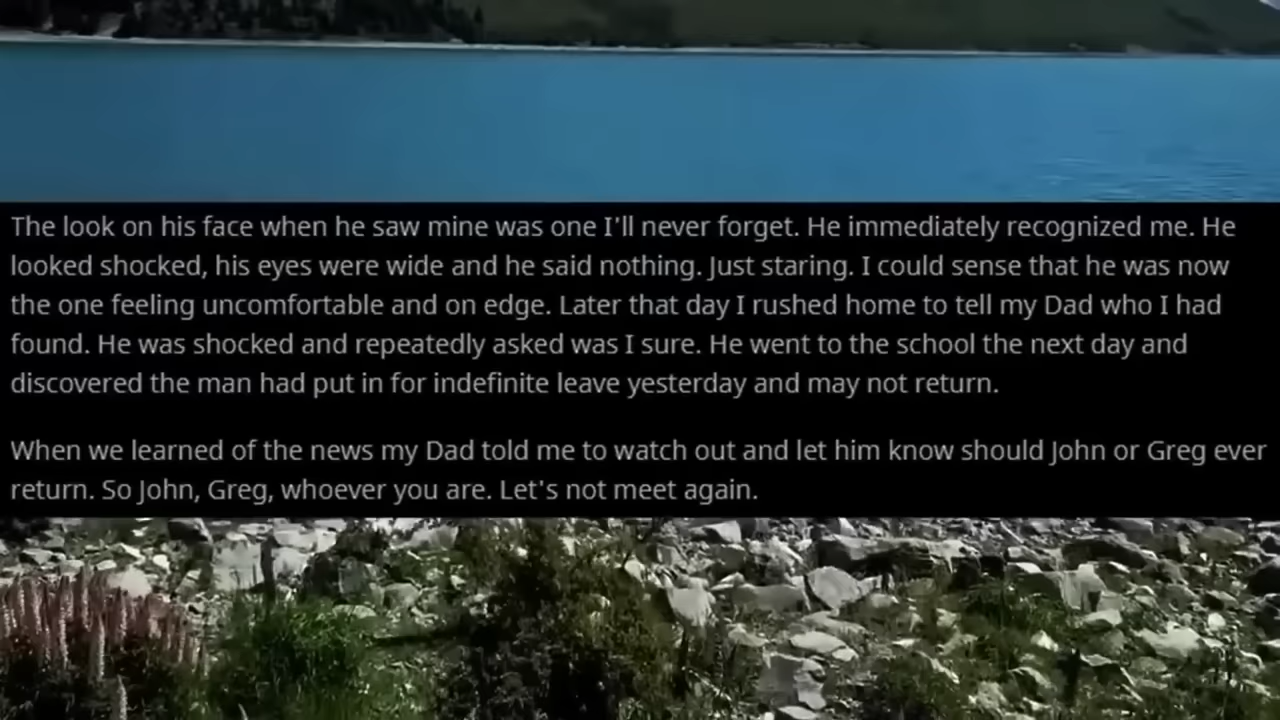 The look on his face when he saw mine was one I'll never forget. He immediately recognized me. He
looked shocked, his eyes were wide and he said nothing. Just staring. I could sense that he was now
the one feeling uncomfortable and on edge. Later that day I rushed home to tell my Dad who I had
found. He was shocked and repeatedly asked was I sure. He went to the school the next day and
discovered the man had put in for indefinite leave yesterday and may not return.
When we learned of the news my Dad told me to watch out and let him know should John or Greg ever
return. So John, Greg, whoever you are. Let's not meet again.